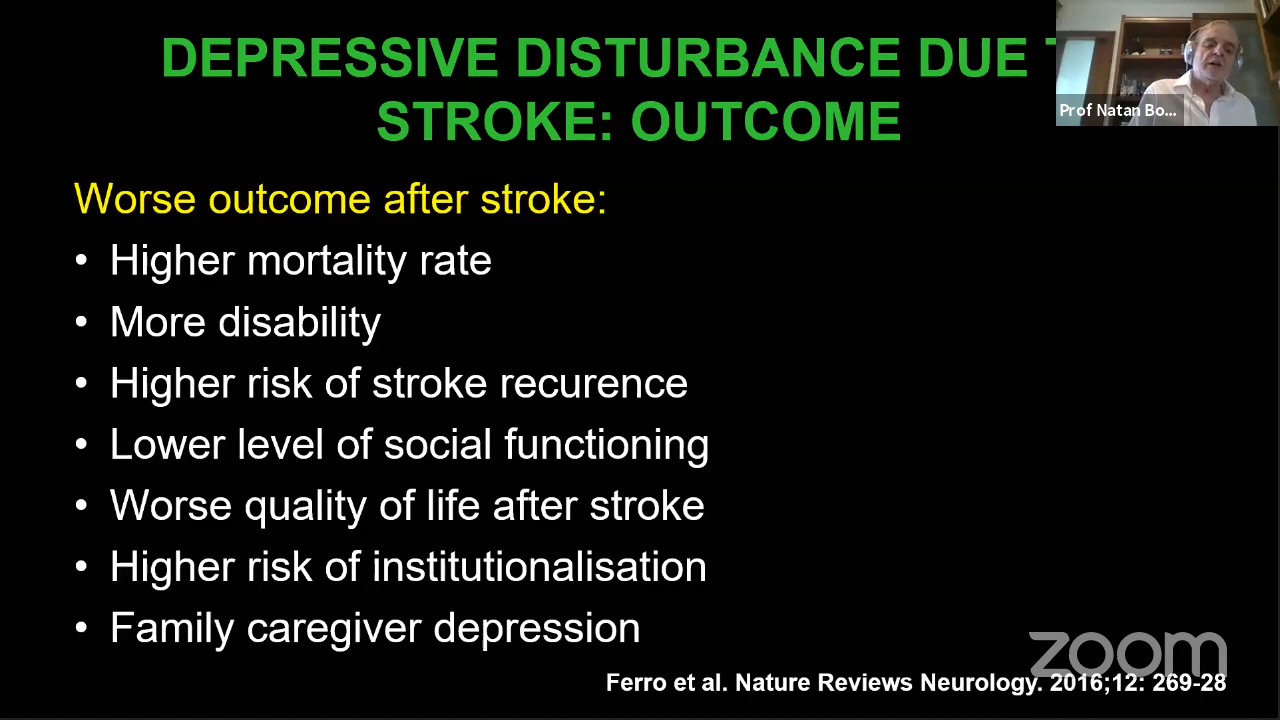 DEPRESSIVE DISTURBANCE DUE T
STROKE: OUTCOME
Prof Natan Bo...
Worse outcome after stroke:
• Higher mortality rate
• More disability
• Higher risk of stroke recurence
• Lower level of social functioning
• Worse quality of life after stroke
• Higher risk of institutionalisation
• Family caregiver depression
zoom
Ferro et al. Nature Reviews Neurology. 2016;12: 269-28